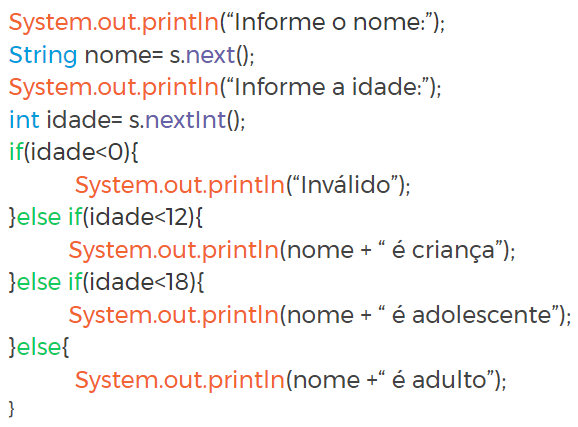 System.out.println(“Informe o nome:”);
String nome= s.next();
System.out.println(“Informe a idade:”);
int idade= s.nextInt();
if(idade<0){
System.out.println(“Inválido”);
}else if(idade<12){
System.out.println(nome + “ é criança”);
}else if(idade<18){
System.out.println(nome + “ é adolescente”);
}else{
System.out.println(nome +“ é adulto”);
}